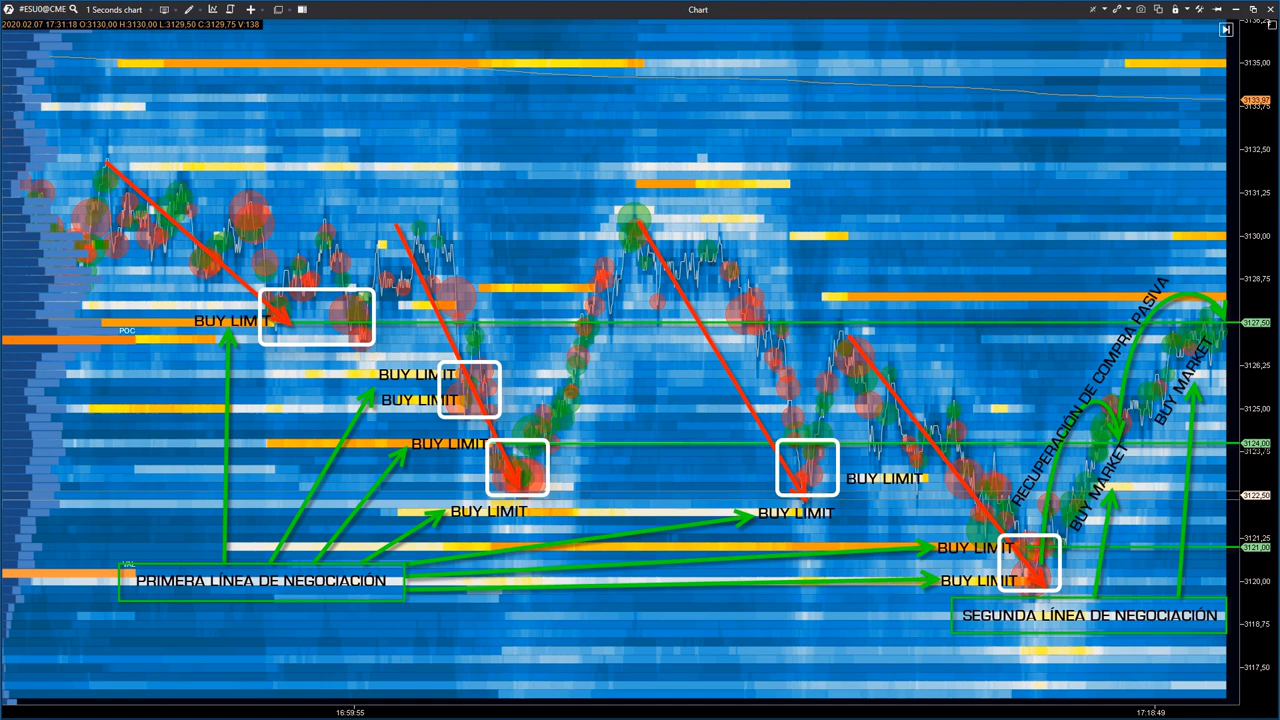 #ESU0@CME
1 Seconds chart
Chart
2020.02.07 17:31:18 O:3130,00 H:3130,00 L:3129,50 C:3129,75 V:138
3135,00
3133,97
3133,75
3132,50
3131,25
3130,00
3128,75
3127,50
3126,25
3125,00
3124,00
3123,75
3122,50
3121,25
3121,00
3120,00
3118,75
3117,50
BUY LIMIT
POC
BUY LIMIT
BUY LIMIT
BUY LIMIT
BUY LIMIT
BUY LIMIT
BUY LIMIT
BUY LIMIT
BUY LIMIT
RECUPERACIÓN DE COMPRA PASIVA
BUY MARKET
BUY MARKET
VAL
PRIMERA LÍNEA DE NEGOCIACIÓN
SEGUNDA LÍNEA DE NEGOCIACIÓN
16:59:55
17:18:49